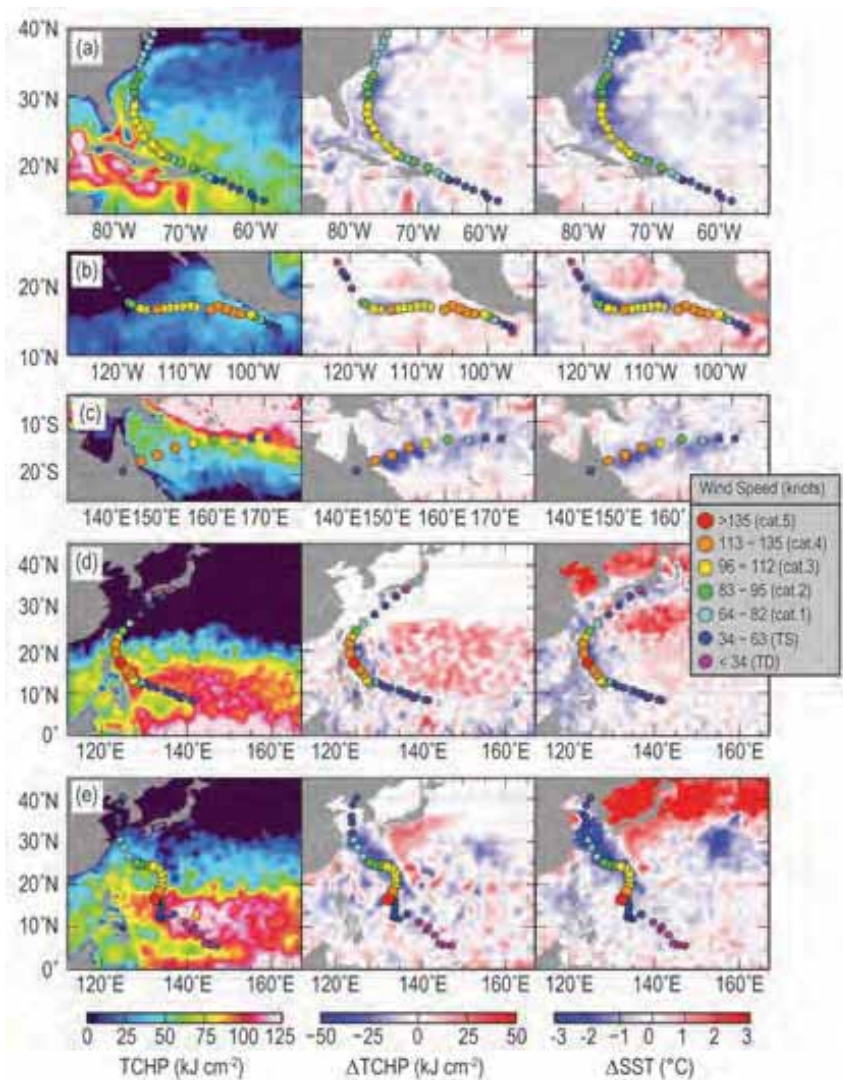 (a)
40˚N
30˚N
20˚N
80˚W 70˚W 60˚W 80˚W 70˚W 60˚W 80˚W 70˚W 60˚W
(b)
20˚N
10˚N
120˚W 110˚W 100˚W 120˚W 110˚W 100˚W 120˚W 110˚W 100˚W
(c)
10˚S
20˚S
140˚E 150˚E 160˚E 170˚E 140˚E 150˚E 160˚E 170˚E 140˚E 150˚E 160˚
Wind Speed (knots)
>135 (cat.5)
113 – 135 (cat.4)
96 – 112 (cat.3)
83 – 95 (cat.2)
64 – 82 (cat.1)
34 – 63 (TS)
< 34 (TD)
(d)
40˚N
30˚N
20˚N
10˚N
0˚
120˚E 140˚E 160˚E 120˚E 140˚E 160˚E 120˚E 140˚E 160˚E
(e)
40˚N
30˚N
20˚N
10˚N
0˚
120˚E 140˚E 160˚E 120˚E 140˚E 160˚E 120˚E 140˚E 160˚E
0 25 50 75 100 125 −50 −25 0 25 50 -3 -2 -1 0 1 2 3
TCHP (kJ cm⁻²) ΔTCHP (kJ cm⁻²) ΔSST (°C)